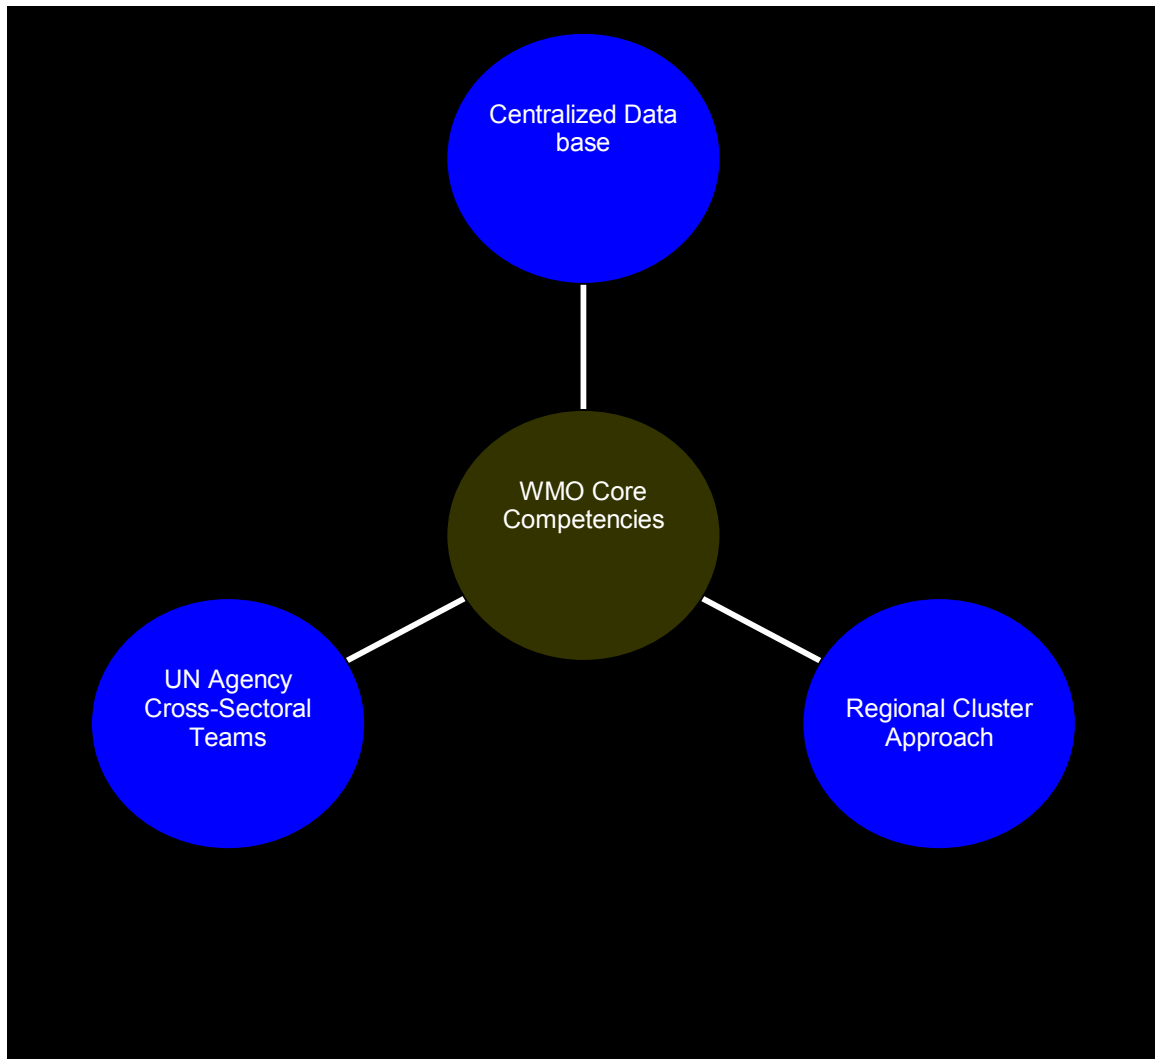 Centralized Data
base
WMO Core
Competencies
UN Agency
Cross-Sectoral
Teams
Regional Cluster
Approach